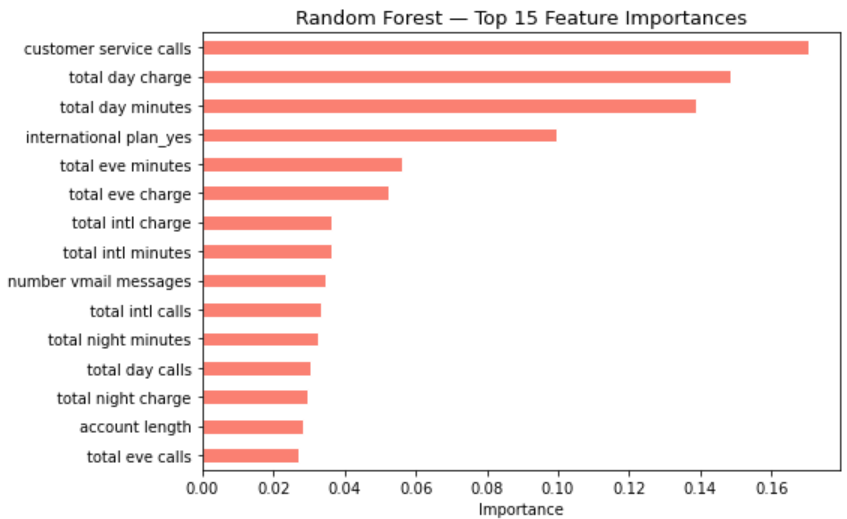 Random Forest — Top 15 Feature Importances
customer service calls
total day charge
total day minutes
international plan_yes
total eve minutes
total eve charge
total intl charge
total intl minutes
number vmail messages
total intl calls
total night minutes
total day calls
total night charge
account length
total eve calls
0.00 0.02 0.04 0.06 0.08 0.10 0.12 0.14 0.16
Importance